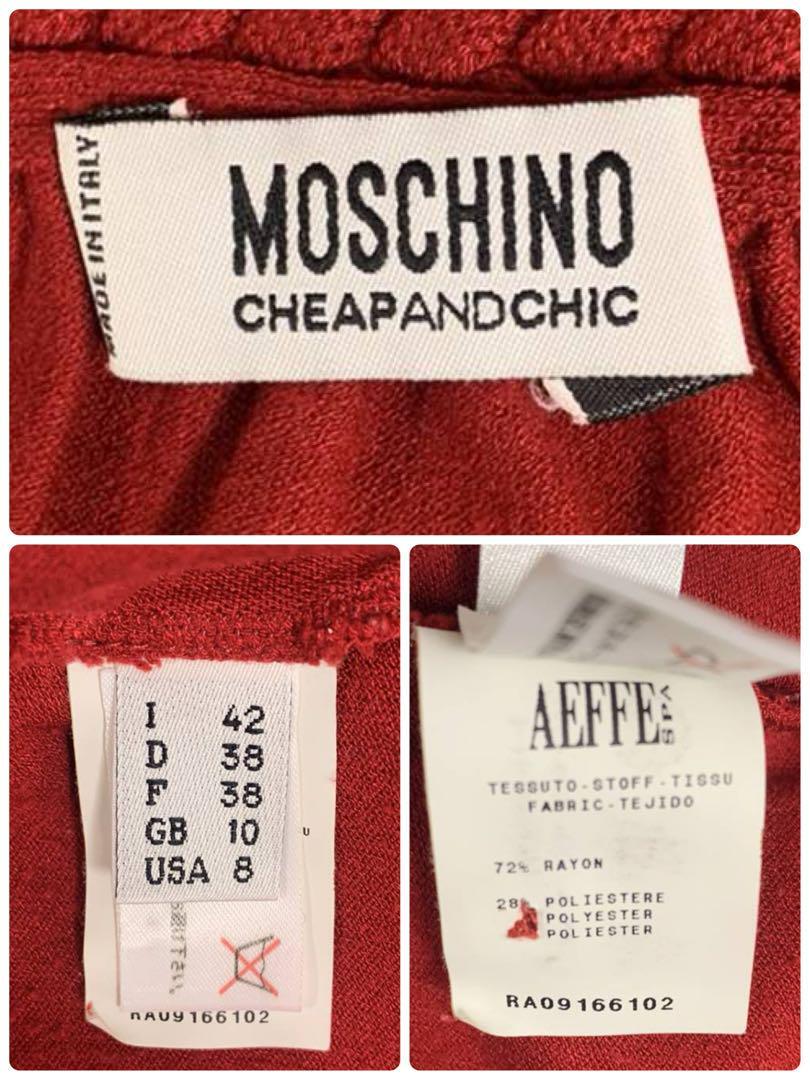 MADE IN ITALY
MOSCHINO
CHEAPANDCHIC
I 42
D 38
F 38
GB 10
USA 8
U
RA09166102
AEFFE SPA
TESSUTO-STOFF-TISSU
FABRIC-TEJIDO
72% RAYON
28% POLIESTERE
POLYESTER
POLIESTER
RA09166102